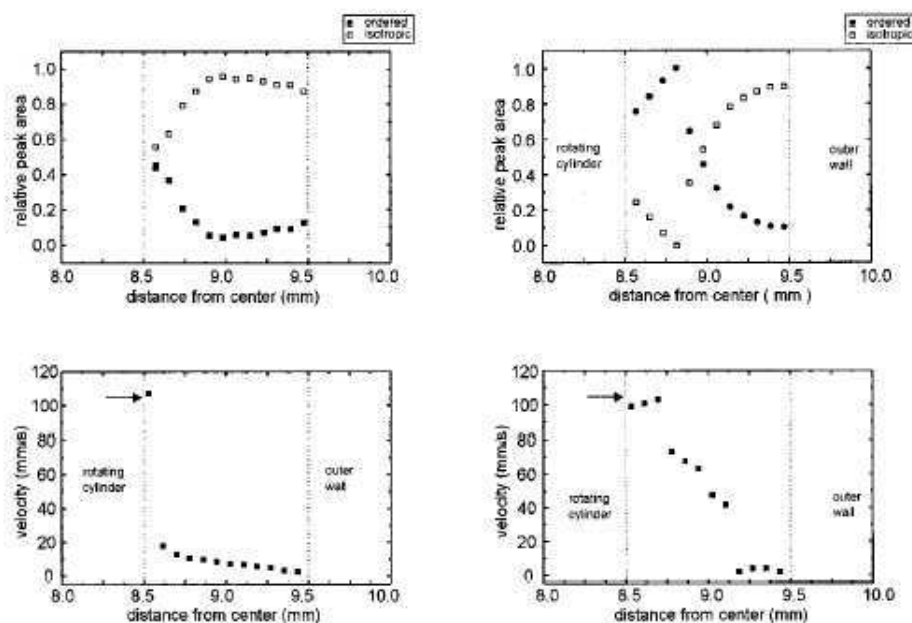 ordered
isotropic
relative peak area
1.0
0.8
0.6
0.4
0.2
0.0
8.0 8.5 9.0 9.5 10.0
distance from center (mm)
ordered
isotropic
relative peak area
1.0
0.8
0.6
0.4
0.2
0.0
rotating
cylinder
outer
wall
8.0 8.5 9.0 9.5 10.0
distance from center ( mm )
velocity (mm/s)
120
100
80
60
40
20
0
rotating
cylinder
outer
wall
8.0 8.5 9.0 9.5 10.0
distance from center (mm)
velocity (mm/s)
120
100
80
60
40
20
0
rotating
cylinder
outer
wall
8.0 8.5 9.0 9.5 10.0
distance from center (mm)